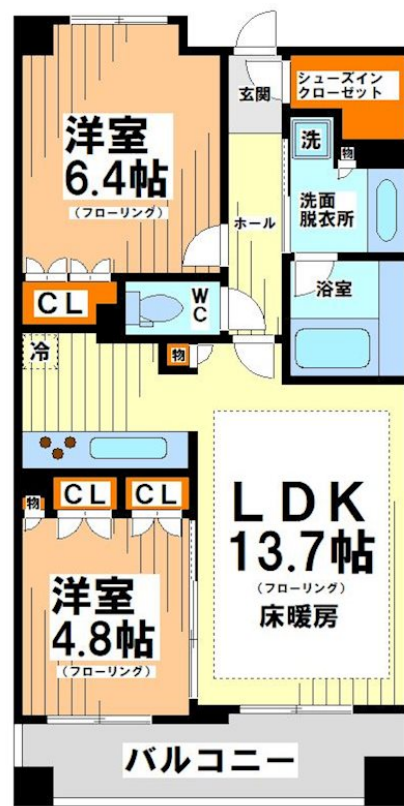 玄関
シューズイン
クローゼット
洋室
6.4帖
(フローリング)
洗
物
洗面
脱衣所
ホール
浴室
CL
WC
冷
物
物
CL
CL
LDK
13.7帖
(フローリング)
床暖房
洋室
4.8帖
(フローリング)
バルコニー